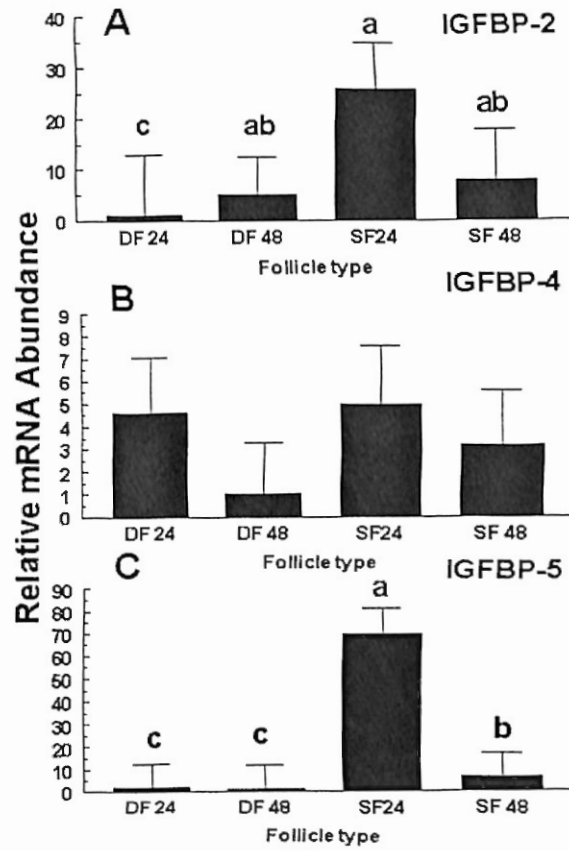 Relative mRNA Abundance
A
IGFBP-2
40
30
20
10
0
c
ab
a
ab
DF 24
DF 48
SF24
SF 48
Follicle type
B
IGFBP-4
9
8
7
6
5
4
3
2
1
0
DF 24
DF 48
SF24
SF 48
Follicle type
C
IGFBP-5
90
80
70
60
50
40
30
20
10
0
c
c
a
b
DF 24
DF 48
SF24
SF 48
Follicle type